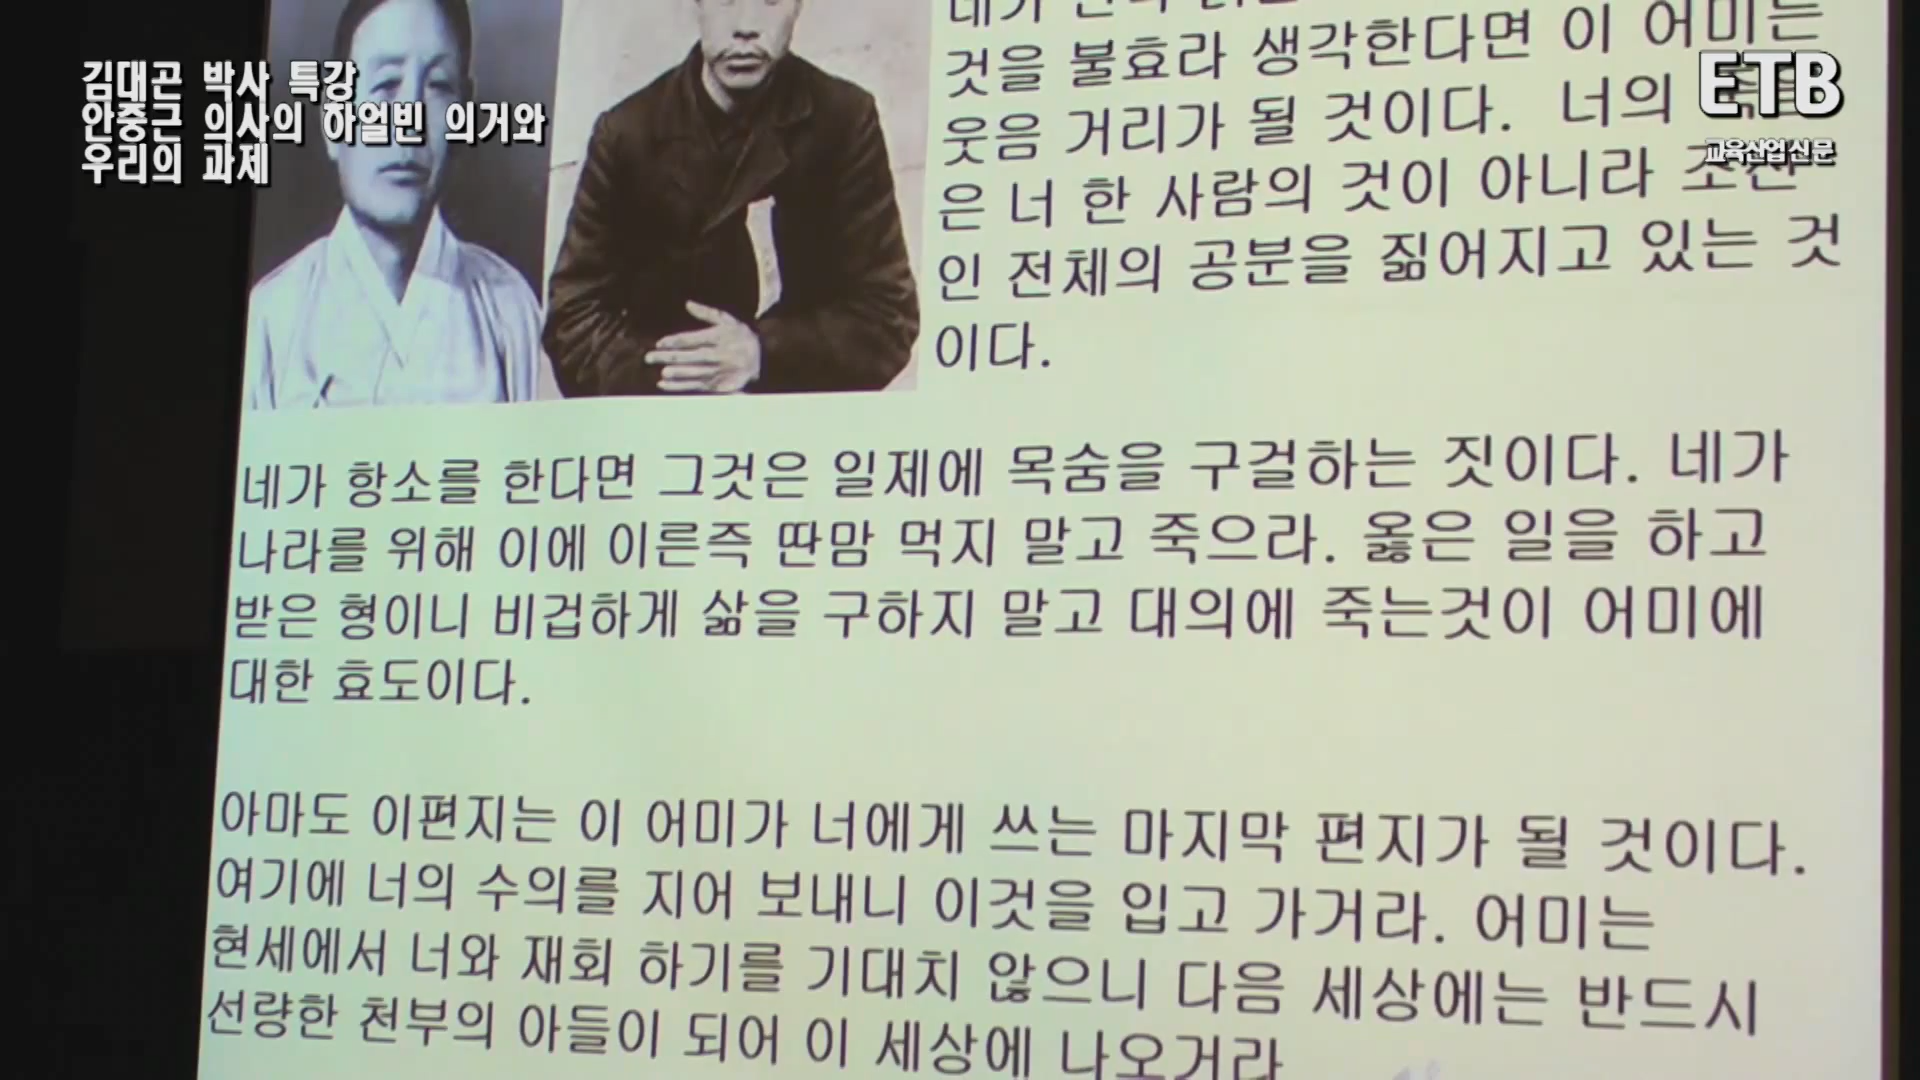 김대곤 박사 특강
안중근 의사의 하얼빈 의거와
우리의 과제
ETB
교육산업신문
네가
것을 불효라 생각한다면 이 어미는
웃음 거리가 될 것이다. 너의
은 너 한 사람의 것이 아니라 조선
인 전체의 공분을 짊어지고 있는 것
이다.
네가 항소를 한다면 그것은 일제에 목숨을 구걸하는 짓이다. 네가
나라를 위해 이에 이른즉 딴맘 먹지 말고 죽으라. 옳은 일을 하고
받은 형이니 비겁하게 삶을 구하지 말고 대의에 죽는것이 어미에
대한 효도이다.
아마도 이편지는 이 어미가 너에게 쓰는 마지막 편지가 될 것이다.
여기에 너의 수의를 지어 보내니 이것을 입고 가거라. 어미는
현세에서 너와 재회 하기를 기대치 않으니 다음 세상에는 반드시
선량한 천부의 아들이 되어 이 세상에 나오거라